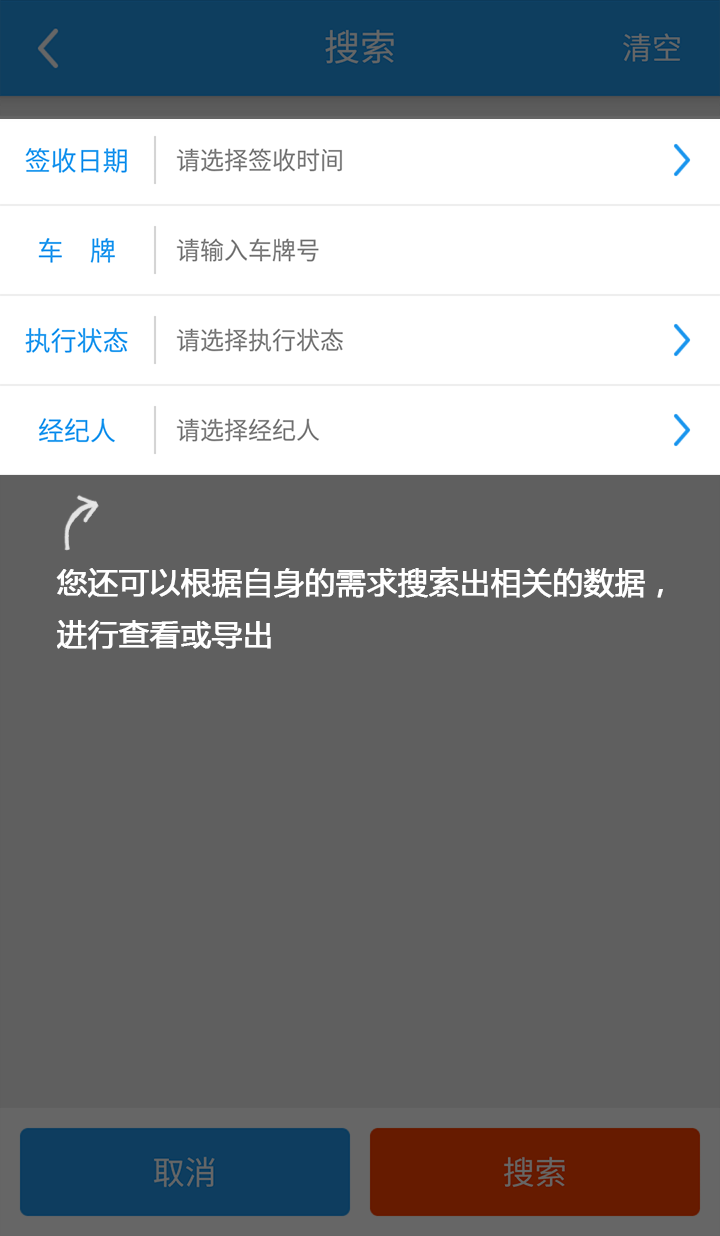 搜索
清空
签收日期 请选择签收时间
车 牌 请输入车牌号
执行状态 请选择执行状态
经纪人 请选择经纪人
您还可以根据自身的需求搜索出相关的数据，
进行查看或导出
取消
搜索